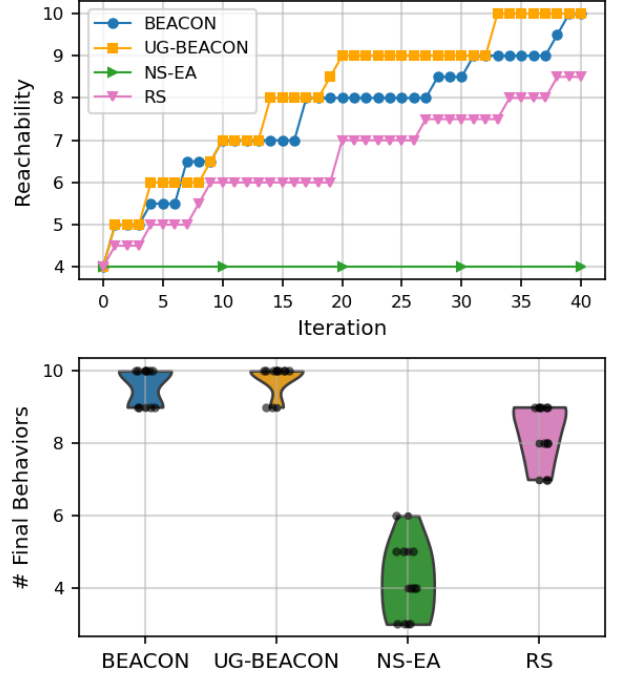 10
9
8
7
6
5
4
Reachability
BEACON
UG-BEACON
NS-EA
RS
0 5 10 15 20 25 30 35 40
Iteration
10
8
6
4
# Final Behaviors
BEACON UG-BEACON NS-EA RS